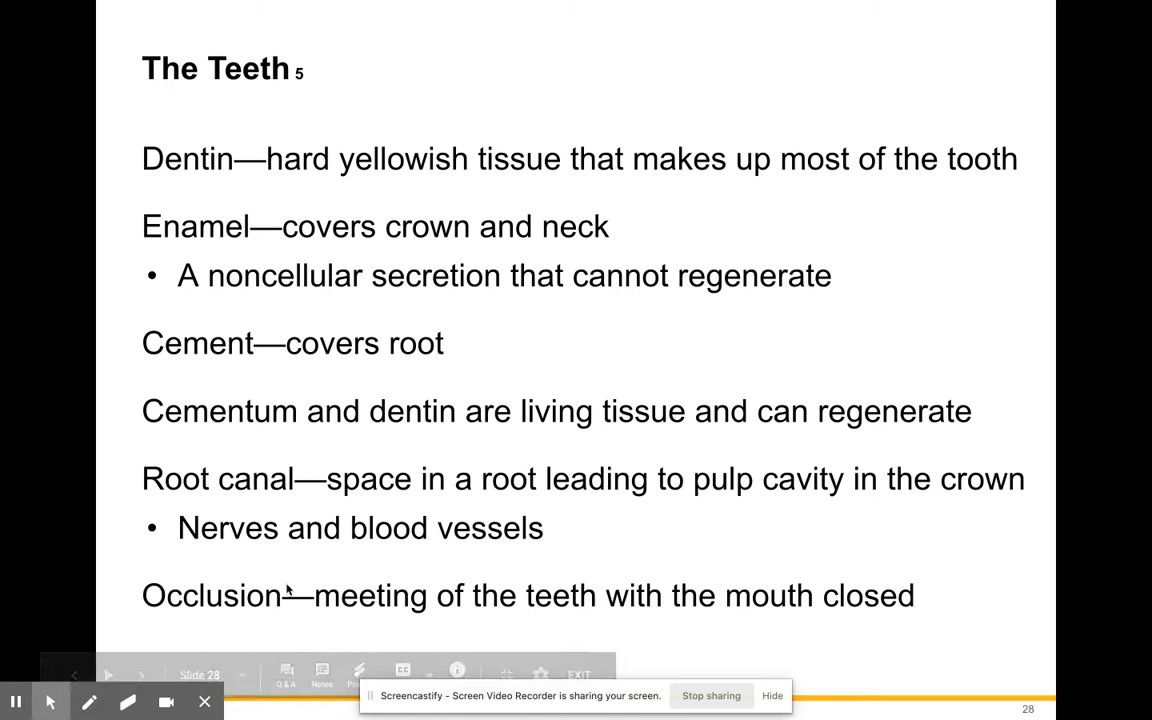 The Teeth 5
Dentin—hard yellowish tissue that makes up most of the tooth
Enamel—covers crown and neck
• A noncellular secretion that cannot regenerate
Cement—covers root
Cementum and dentin are living tissue and can regenerate
Root canal—space in a root leading to pulp cavity in the crown
• Nerves and blood vessels
Occlusion—meeting of the teeth with the mouth closed
Slide 28
Q & A Notes CC EXIT
Screencastify - Screen Video Recorder is sharing your screen. Stop sharing Hide
28